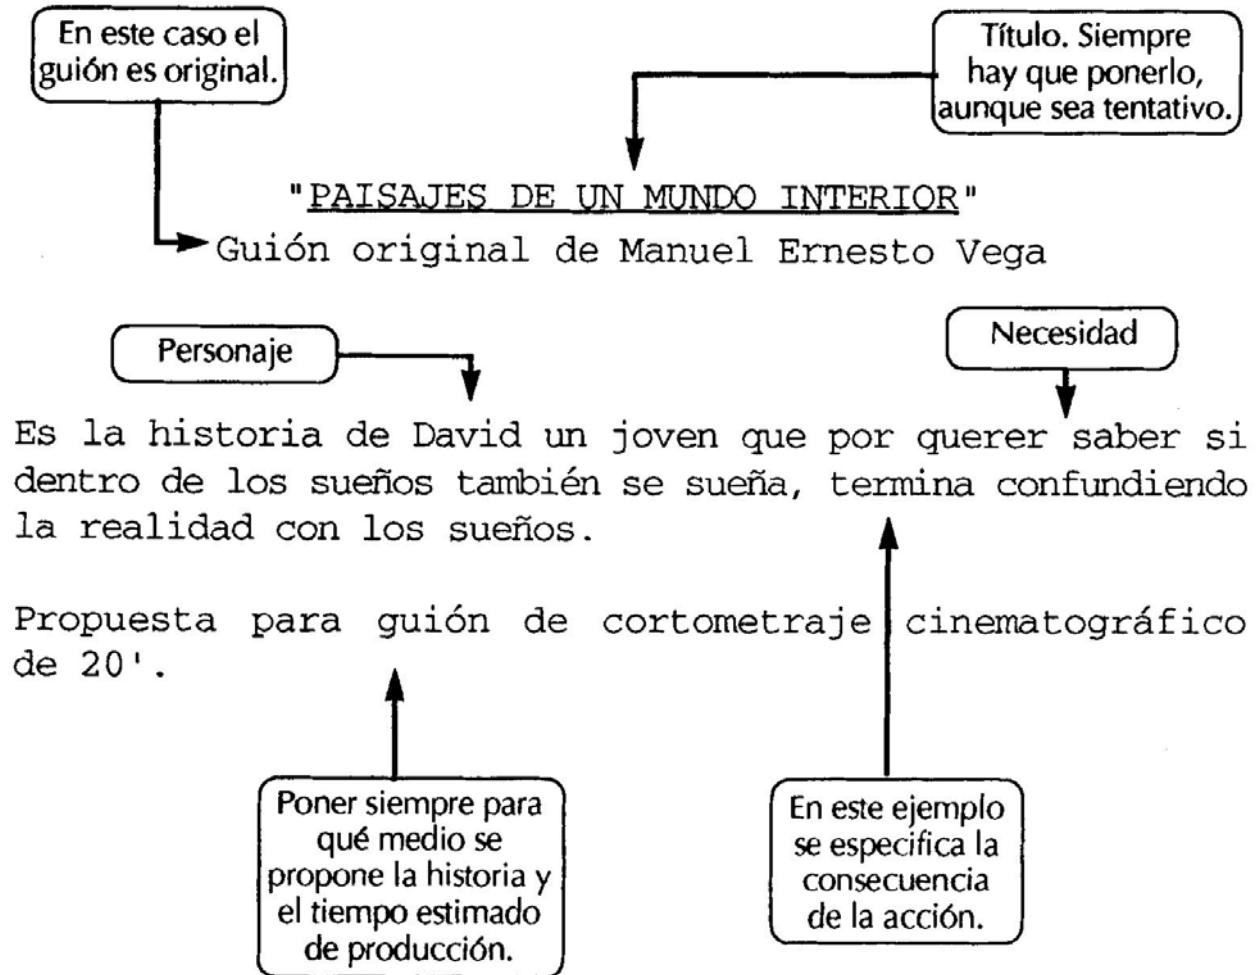 En este caso el
guión es original.
Título. Siempre
hay que ponerlo,
aunque sea tentativo.
"PAISAJES DE UN MUNDO INTERIOR"
Guión original de Manuel Ernesto Vega
Personaje
Necesidad
Es la historia de David un joven que por querer saber si
dentro de los sueños también se sueña, termina confundiendo
la realidad con los sueños.
Propuesta para guión de cortometraje cinematográfico
de 20'.
Poner siempre para
qué medio se
propone la historia y
el tiempo estimado
de producción.
En este ejemplo
se especifica la
consecuencia
de la acción.